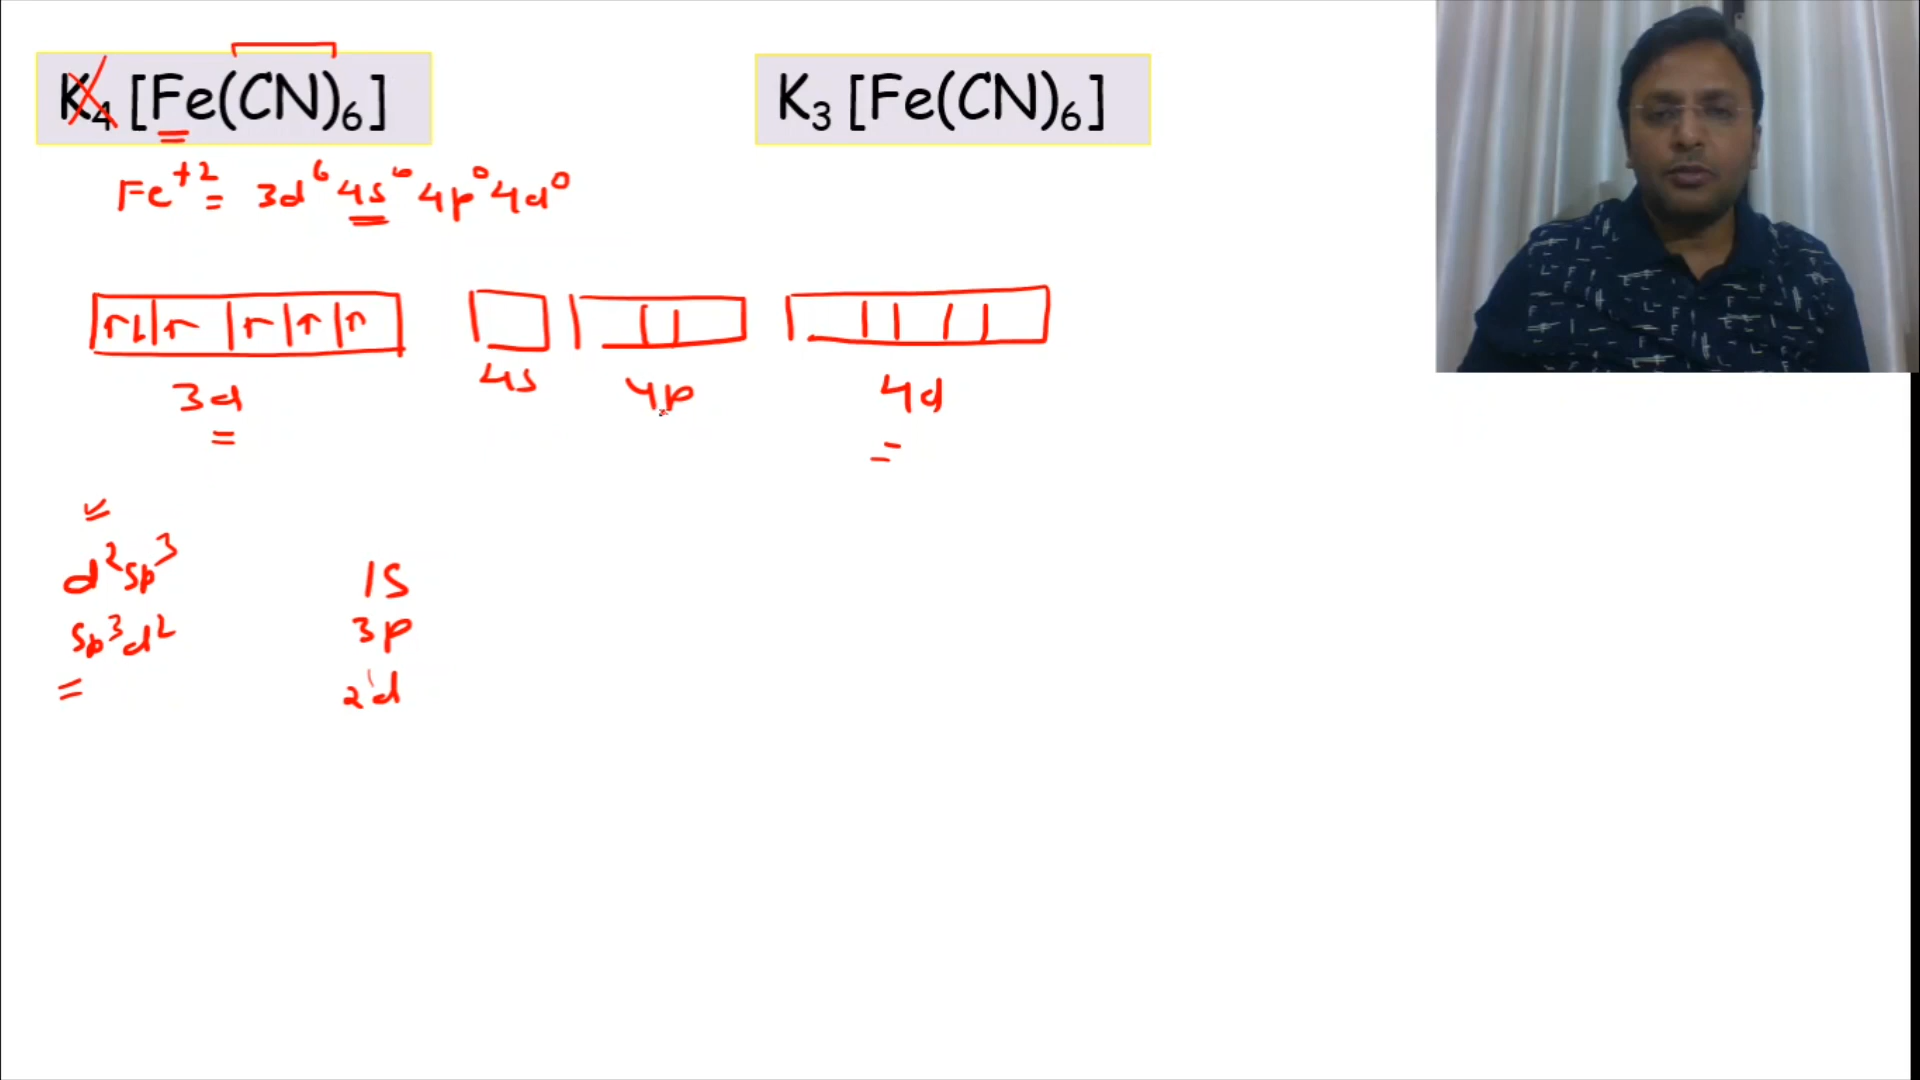 K₄ [Fe(CN)₆]
K₃ [Fe(CN)₆]
Fe⁺² = 3d⁶ 4s⁰ 4p⁰ 4d⁰
↑↓ ↑ ↑ ↑ ↑
3d 4s 4p 4d
d²sp³
sp³d²
1S
3p
2d